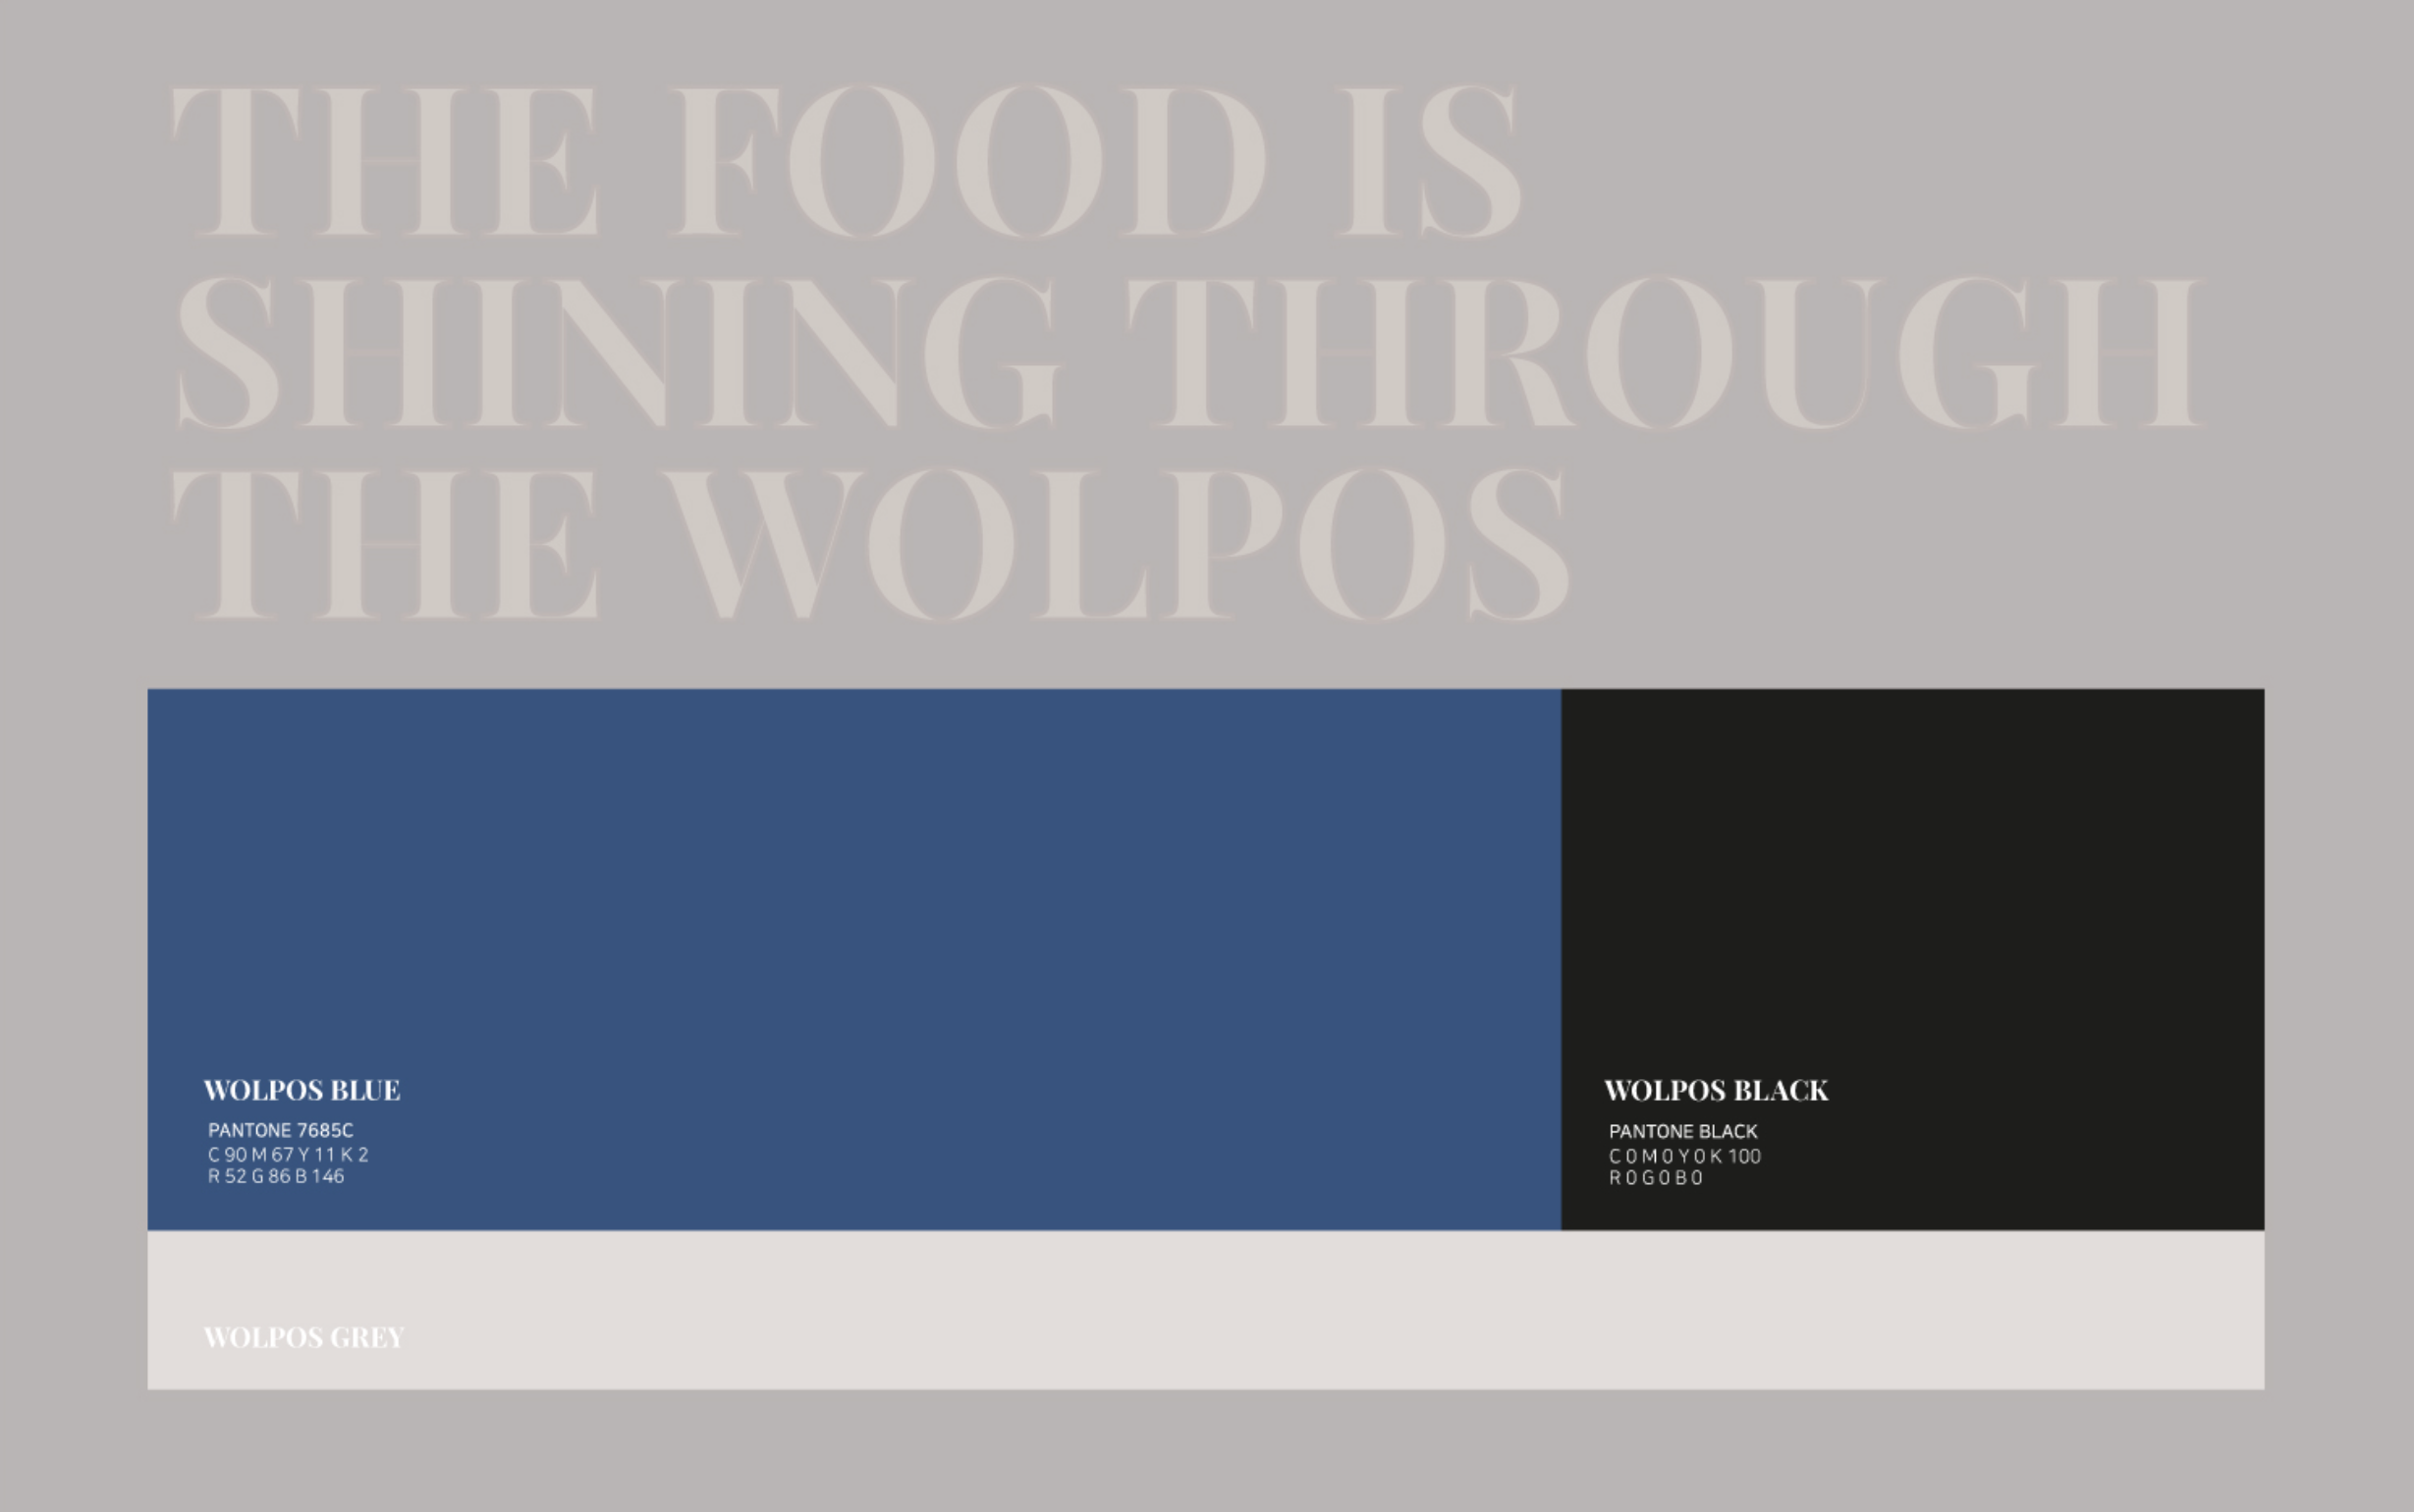 THE FOOD IS
SHINING THROUGH
THE WOLPOS
WOLPOS BLUE
PANTONE 7685C
C 90 M 67 Y 11 K 2
R 52 G 86 B 146
WOLPOS BLACK
PANTONE BLACK
C 0 M 0 Y 0 K 100
R 0 G 0 B 0
WOLPOS GREY